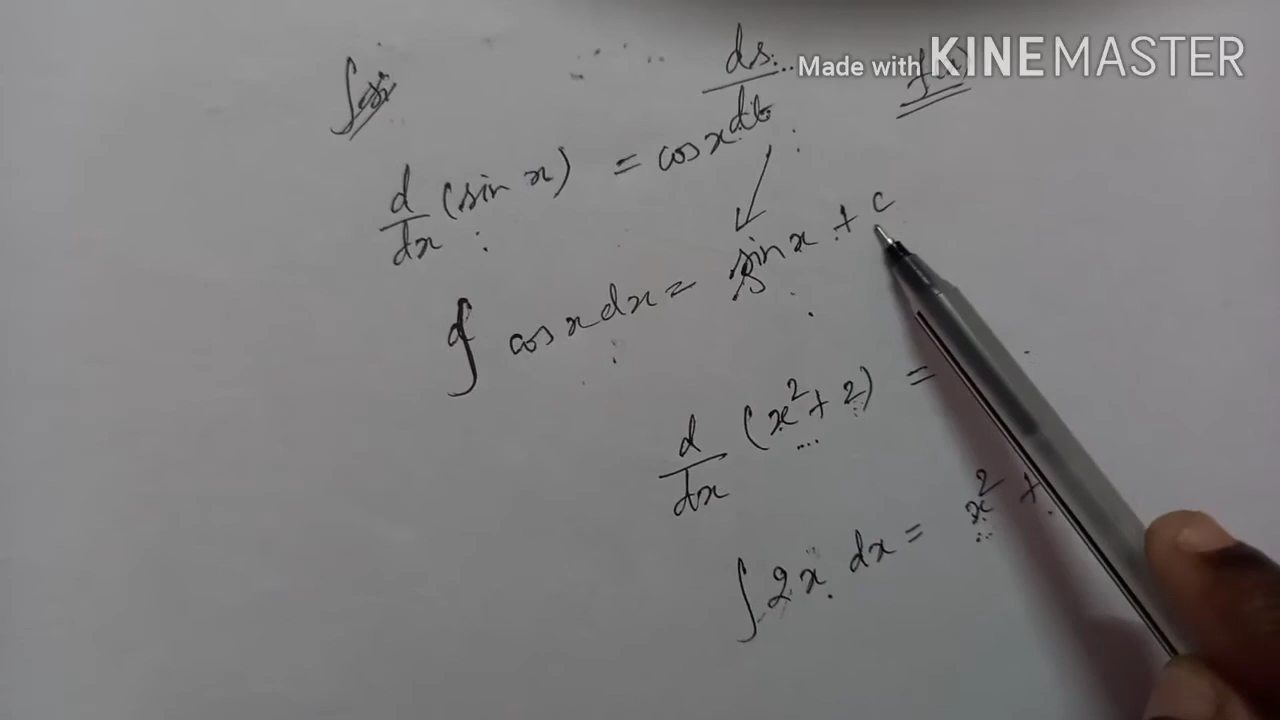 ds/dt
Made with KINEMASTER
d/dx (sin x) = cos x
∫ cos x dx = sin x + c
d/dx (x² + 2) =
∫ 2x dx = x² +